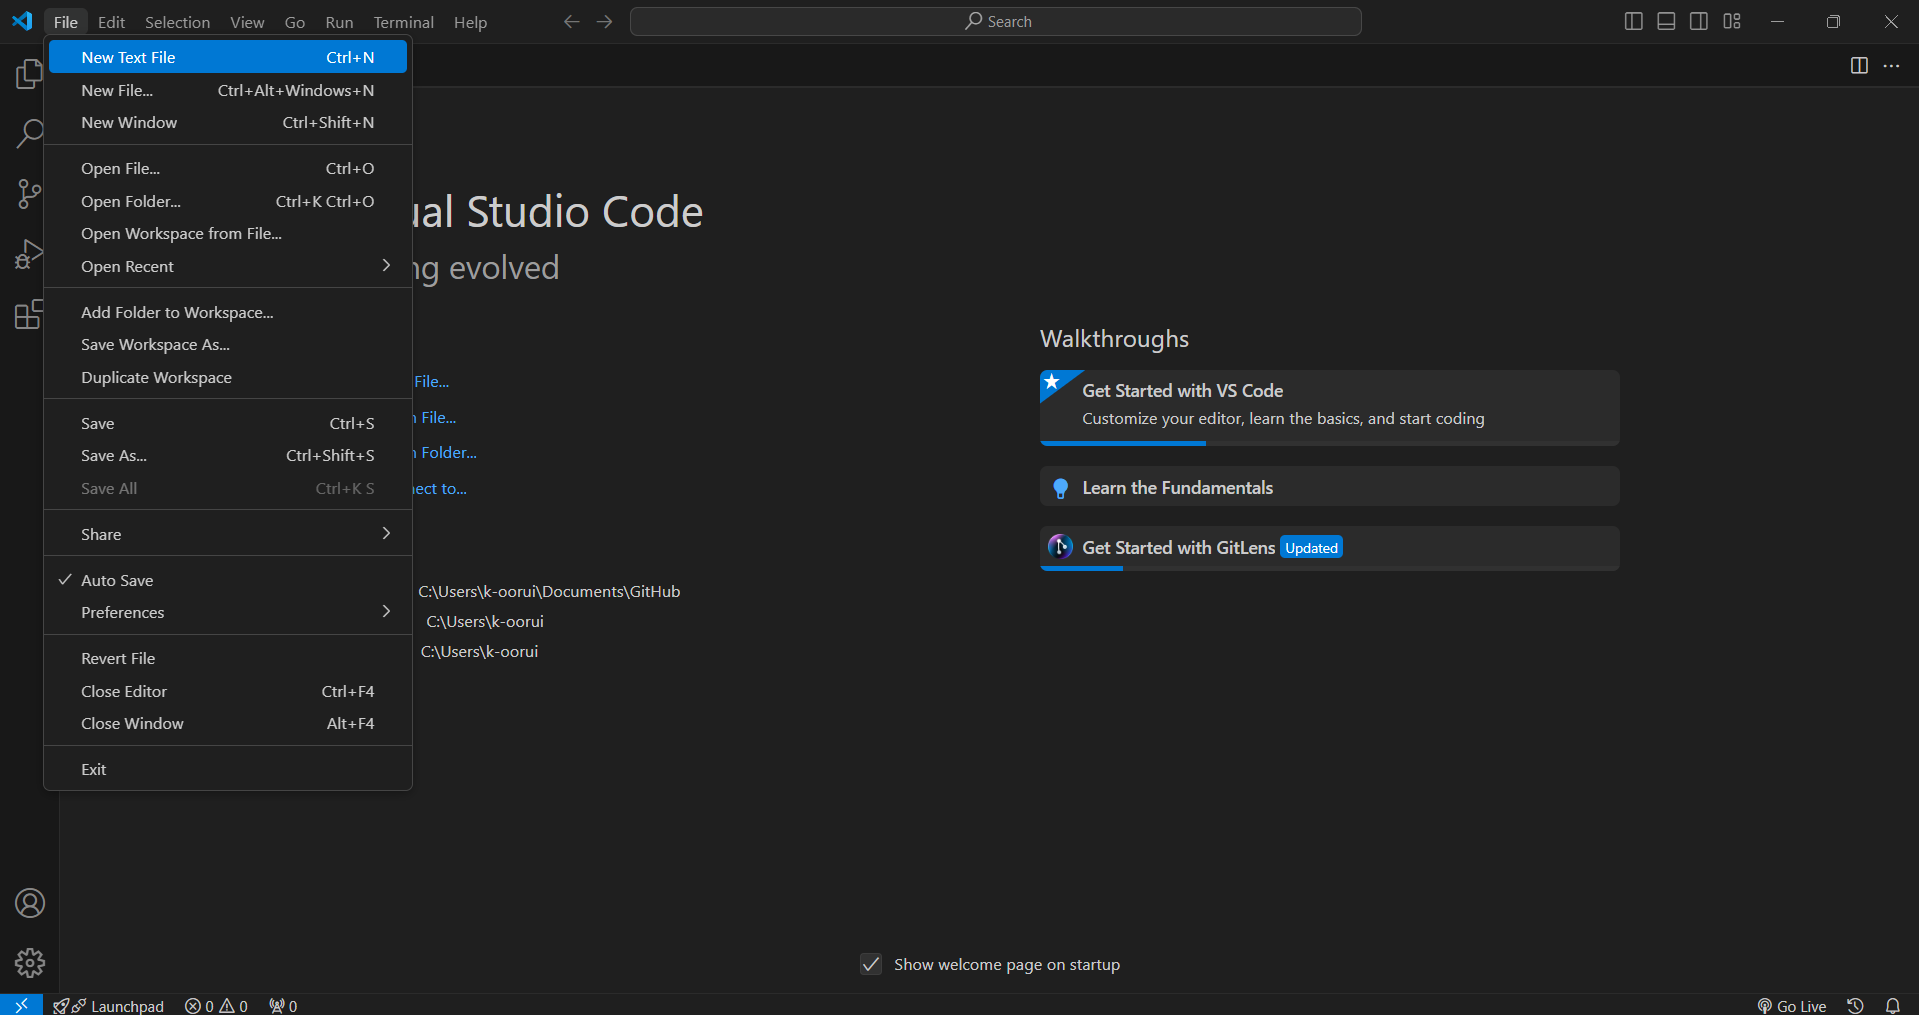 File Edit Selection View Go Run Terminal Help Search
New Text File Ctrl+N
New File... Ctrl+Alt+Windows+N
New Window Ctrl+Shift+N
Open File... Ctrl+O
Open Folder... Ctrl+K Ctrl+O
Open Workspace from File...
Open Recent
Add Folder to Workspace...
Save Workspace As...
Duplicate Workspace
Save Ctrl+S
Save As... Ctrl+Shift+S
Save All Ctrl+K S
Share
Auto Save
Preferences
Revert File
Close Editor Ctrl+F4
Close Window Alt+F4
Exit
ual Studio Code
ng evolved
File...
n File...
n Folder...
nect to...
C:\Users\k-oorui\Documents\GitHub
C:\Users\k-oorui
C:\Users\k-oorui
Walkthroughs
Get Started with VS Code
Customize your editor, learn the basics, and start coding
Learn the Fundamentals
Get Started with GitLens Updated
Show welcome page on startup
Launchpad 0 0 0 Go Live